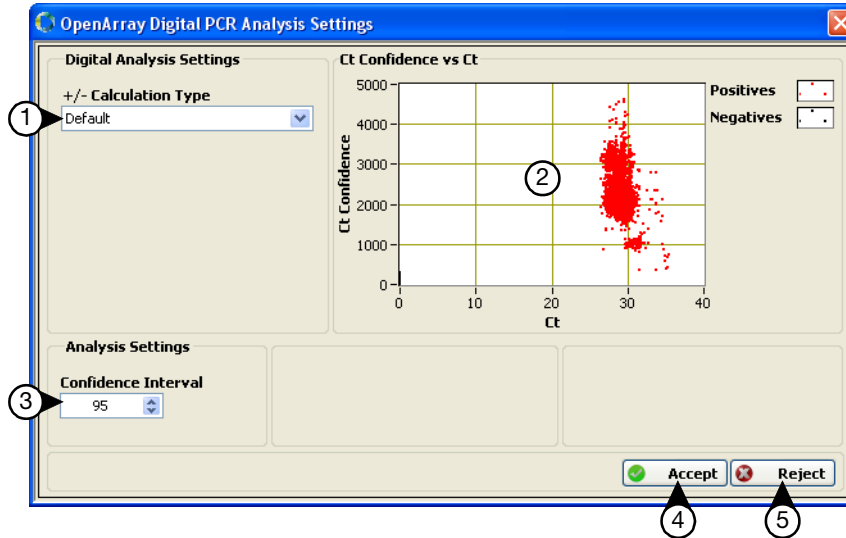 OpenArray Digital PCR Analysis Settings
Digital Analysis Settings
+/- Calculation Type
1
Default
Ct Confidence vs Ct
5000
4000
3000
2000
1000
0
Ct Confidence
2
0 10 20 30 40
Ct
Positives
Negatives
Analysis Settings
Confidence Interval
3
95
Accept
Reject
4
5